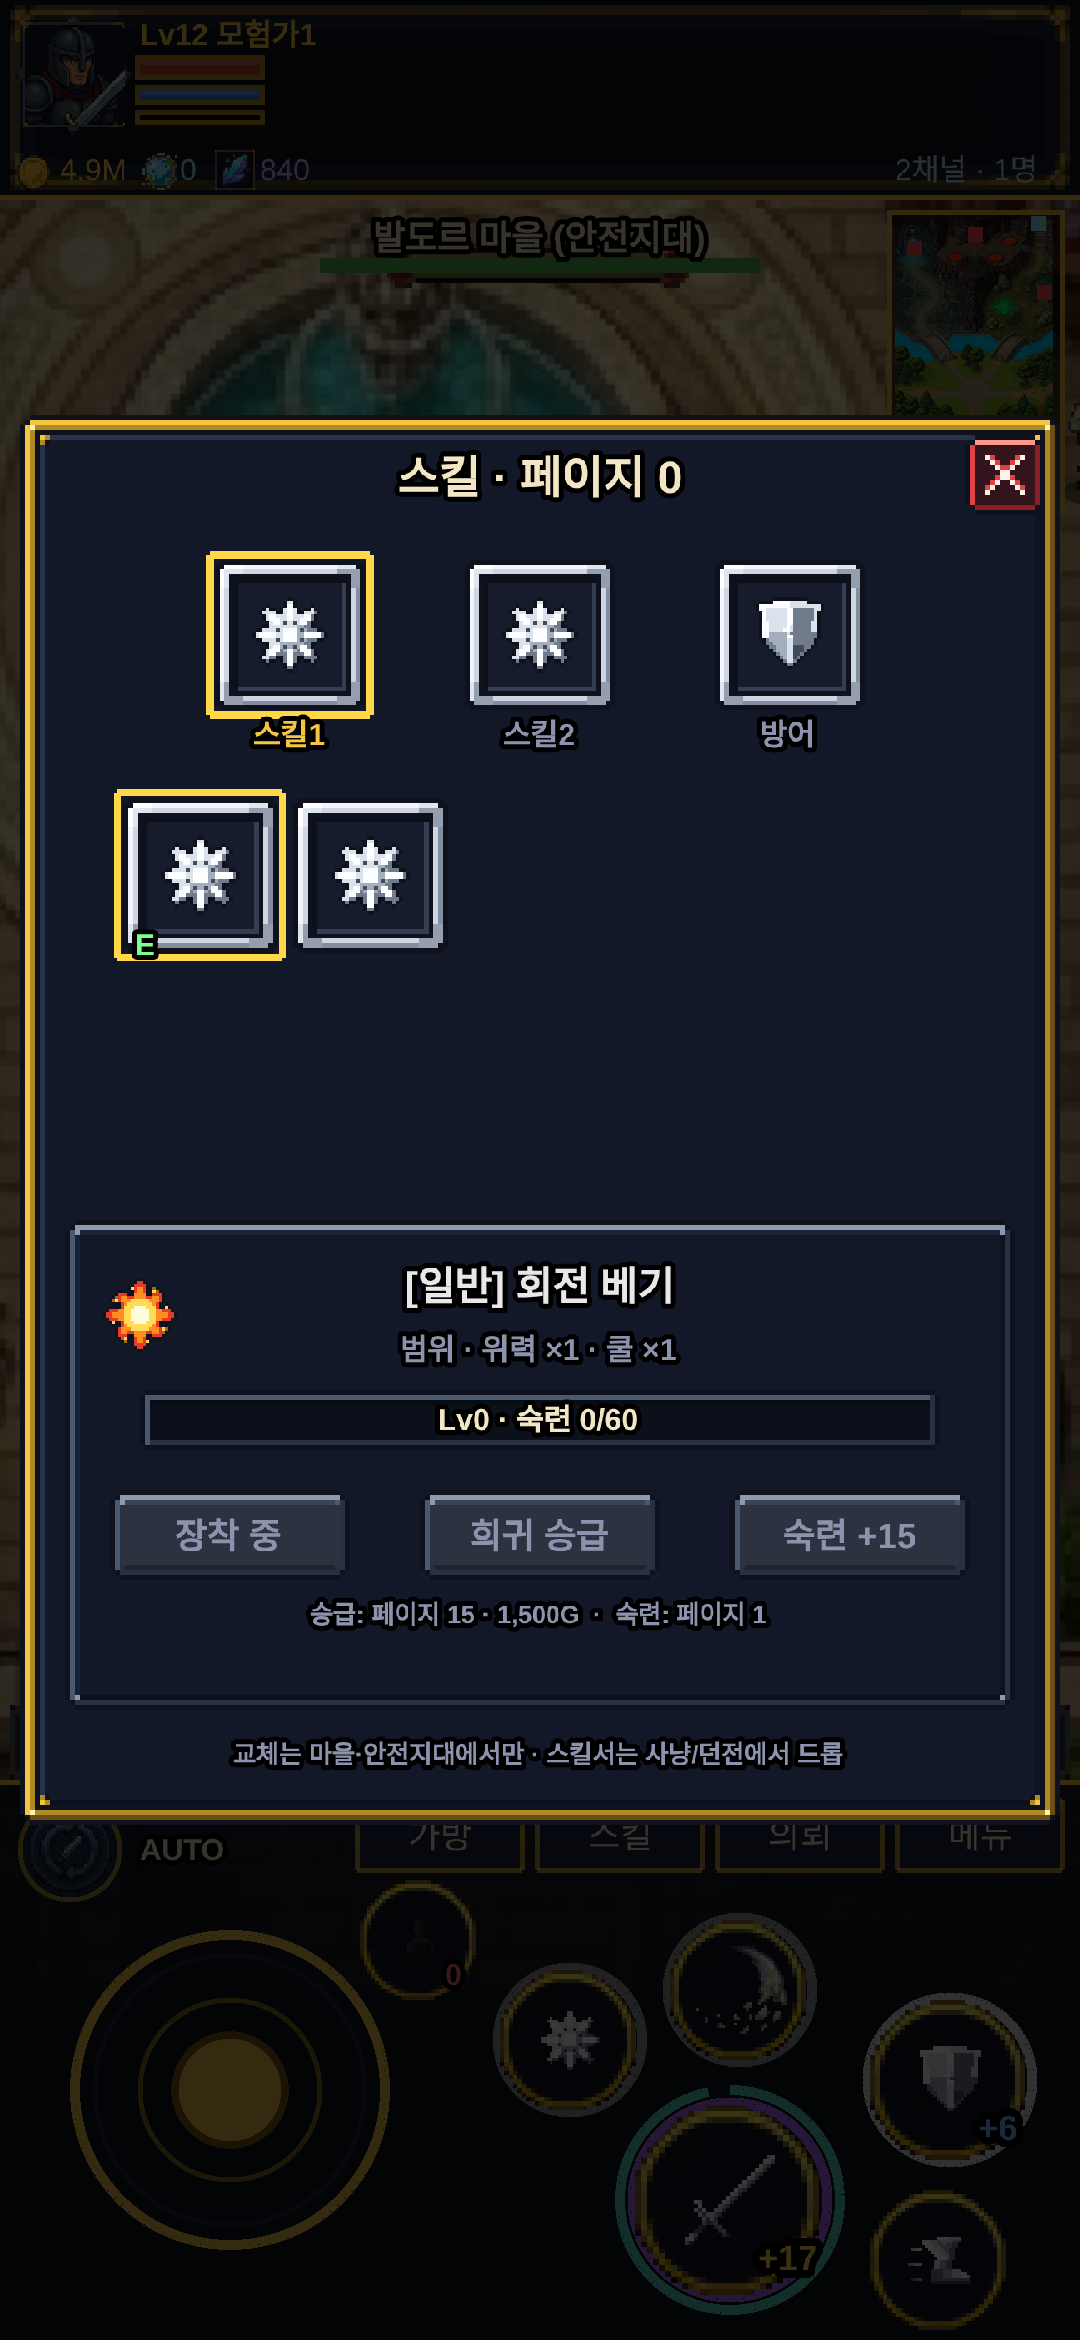 Lv12 모험가1
4.9M 0 840 2채널 · 1명
발도르 마을 (안전지대)
스킬 · 페이지 0
스킬1 스킬2 방어
E
[일반] 회전 베기
범위 · 위력 ×1 · 쿨 ×1
Lv0 · 숙련 0/60
장착 중 희귀 승급 숙련 +15
승급: 페이지 15 · 1,500G · 숙련: 페이지 1
교체는 마을·안전지대에서만 · 스킬서는 사냥/던전에서 드롭
AUTO 가방 스킬 의뢰 메뉴
0
+6
+17